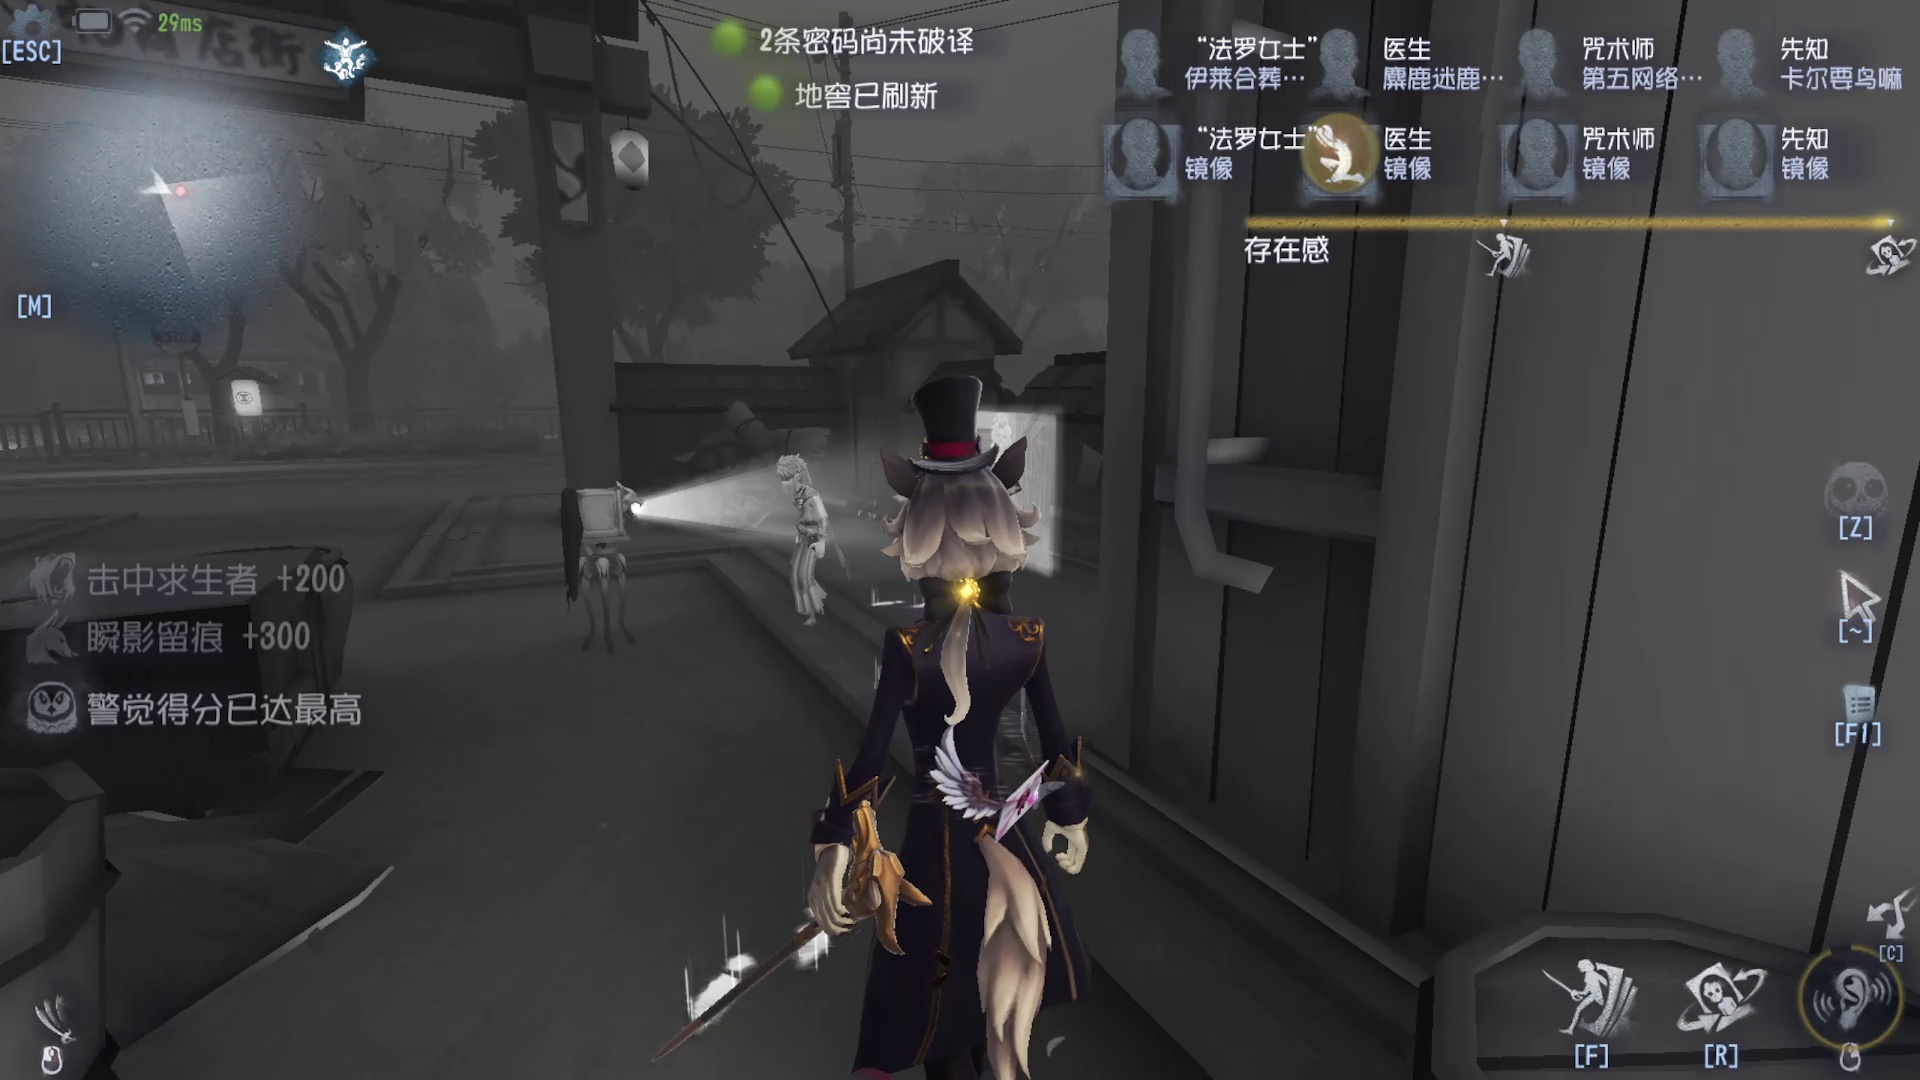 29ms
[ESC]
2条密码尚未破译
地窖已刷新
“法罗女士”
伊莱合葬…
医生
麋鹿迷鹿…
咒术师
第五网络…
先知
卡尔要鸟嘛
“法罗女士”
镜像
医生
镜像
咒术师
镜像
先知
镜像
存在感
[M]
击中求生者 +200
瞬影留痕 +300
警觉得分已达最高
[Z]
[~]
[F1]
[C]
[F]
[R]